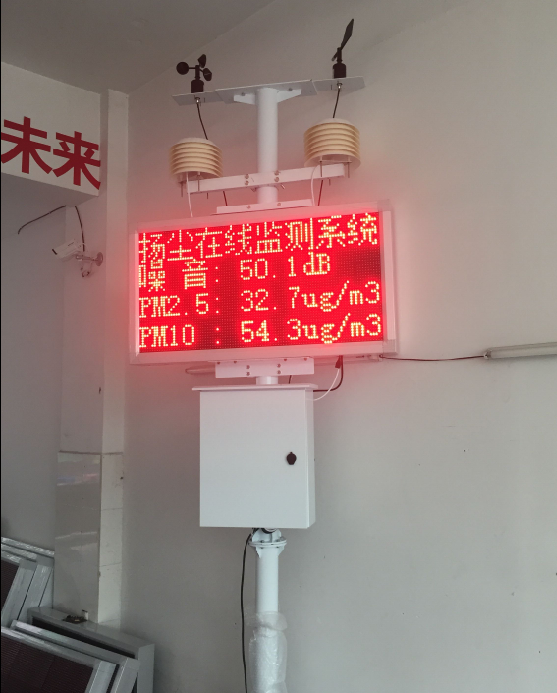 未来
扬尘在线监测系统
噪 音: 50.1dB
PM2.5: 32.7ug/m3
PM10 : 54.3ug/m3